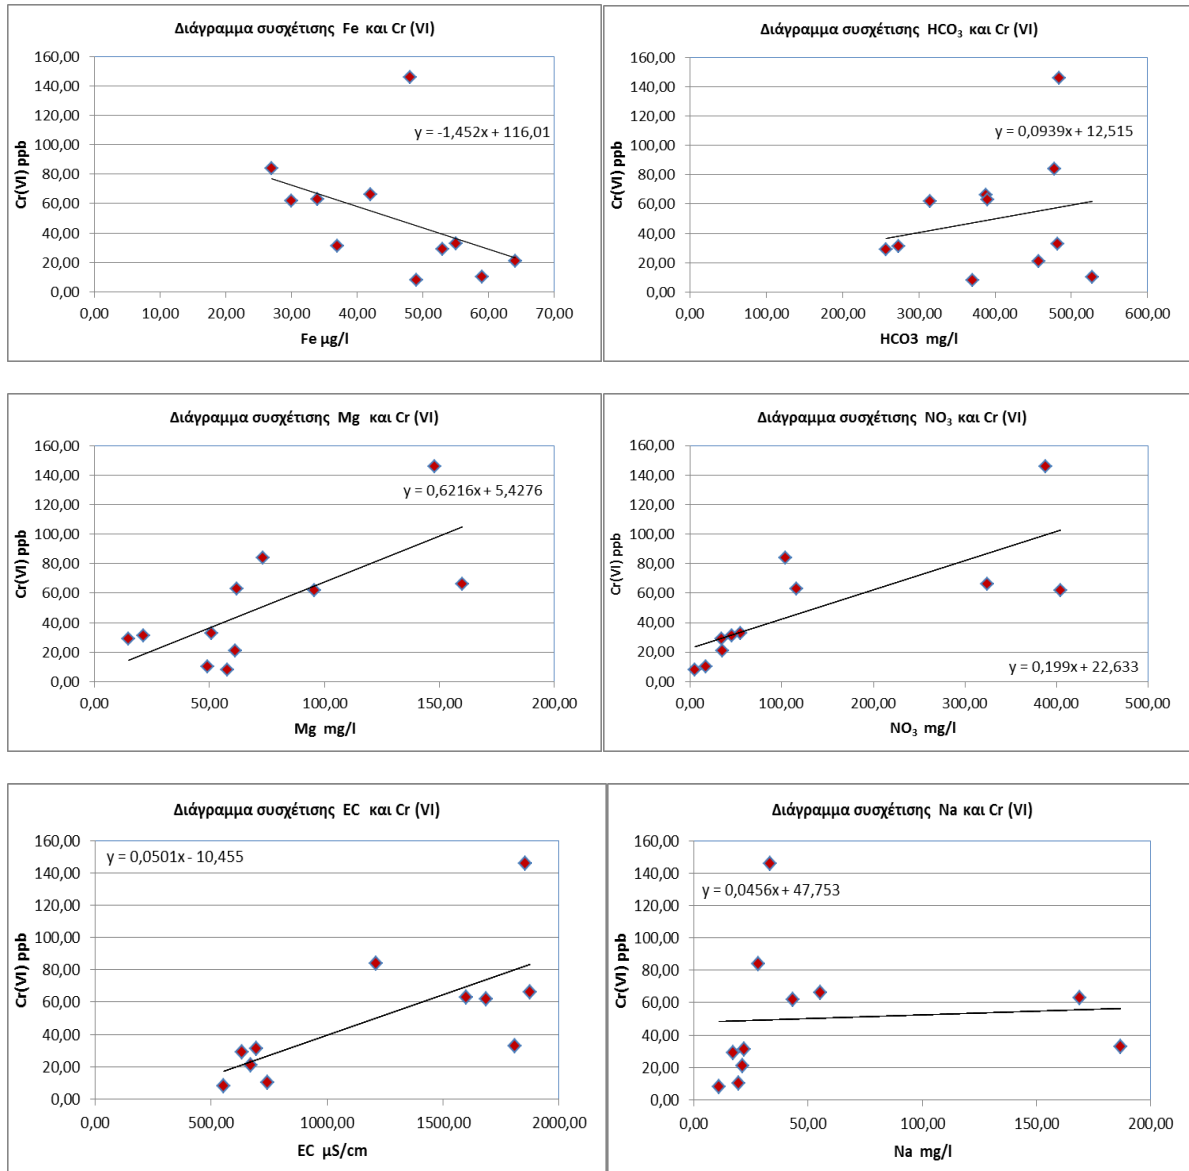 Διάγραμμα συσχέτισης Fe και Cr (VI)
160,00
140,00
120,00
100,00
80,00
60,00
40,00
20,00
0,00
Cr(VI) ppb
y = -1,452x + 116,01
0,00 10,00 20,00 30,00 40,00 50,00 60,00 70,00
Fe µg/l
Διάγραμμα συσχέτισης HCO₃ και Cr (VI)
160,00
140,00
120,00
100,00
80,00
60,00
40,00
20,00
0,00
Cr(VI) ppb
y = 0,0939x + 12,515
0,00 100,00 200,00 300,00 400,00 500,00 600,00
HCO3 mg/l
Διάγραμμα συσχέτισης Mg και Cr (VI)
160,00
140,00
120,00
100,00
80,00
60,00
40,00
20,00
0,00
Cr(VI) ppb
y = 0,6216x + 5,4276
0,00 50,00 100,00 150,00 200,00
Mg mg/l
Διάγραμμα συσχέτισης NO₃ και Cr (VI)
160,00
140,00
120,00
100,00
80,00
60,00
40,00
20,00
0,00
Cr(VI) ppb
y = 0,199x + 22,633
0,00 100,00 200,00 300,00 400,00 500,00
NO₃ mg/l
Διάγραμμα συσχέτισης EC και Cr (VI)
160,00
140,00
120,00
100,00
80,00
60,00
40,00
20,00
0,00
Cr(VI) ppb
y = 0,0501x - 10,455
0,00 500,00 1000,00 1500,00 2000,00
EC µS/cm
Διάγραμμα συσχέτισης Na και Cr (VI)
160,00
140,00
120,00
100,00
80,00
60,00
40,00
20,00
0,00
Cr(VI) ppb
y = 0,0456x + 47,753
0,00 50,00 100,00 150,00 200,00
Na mg/l